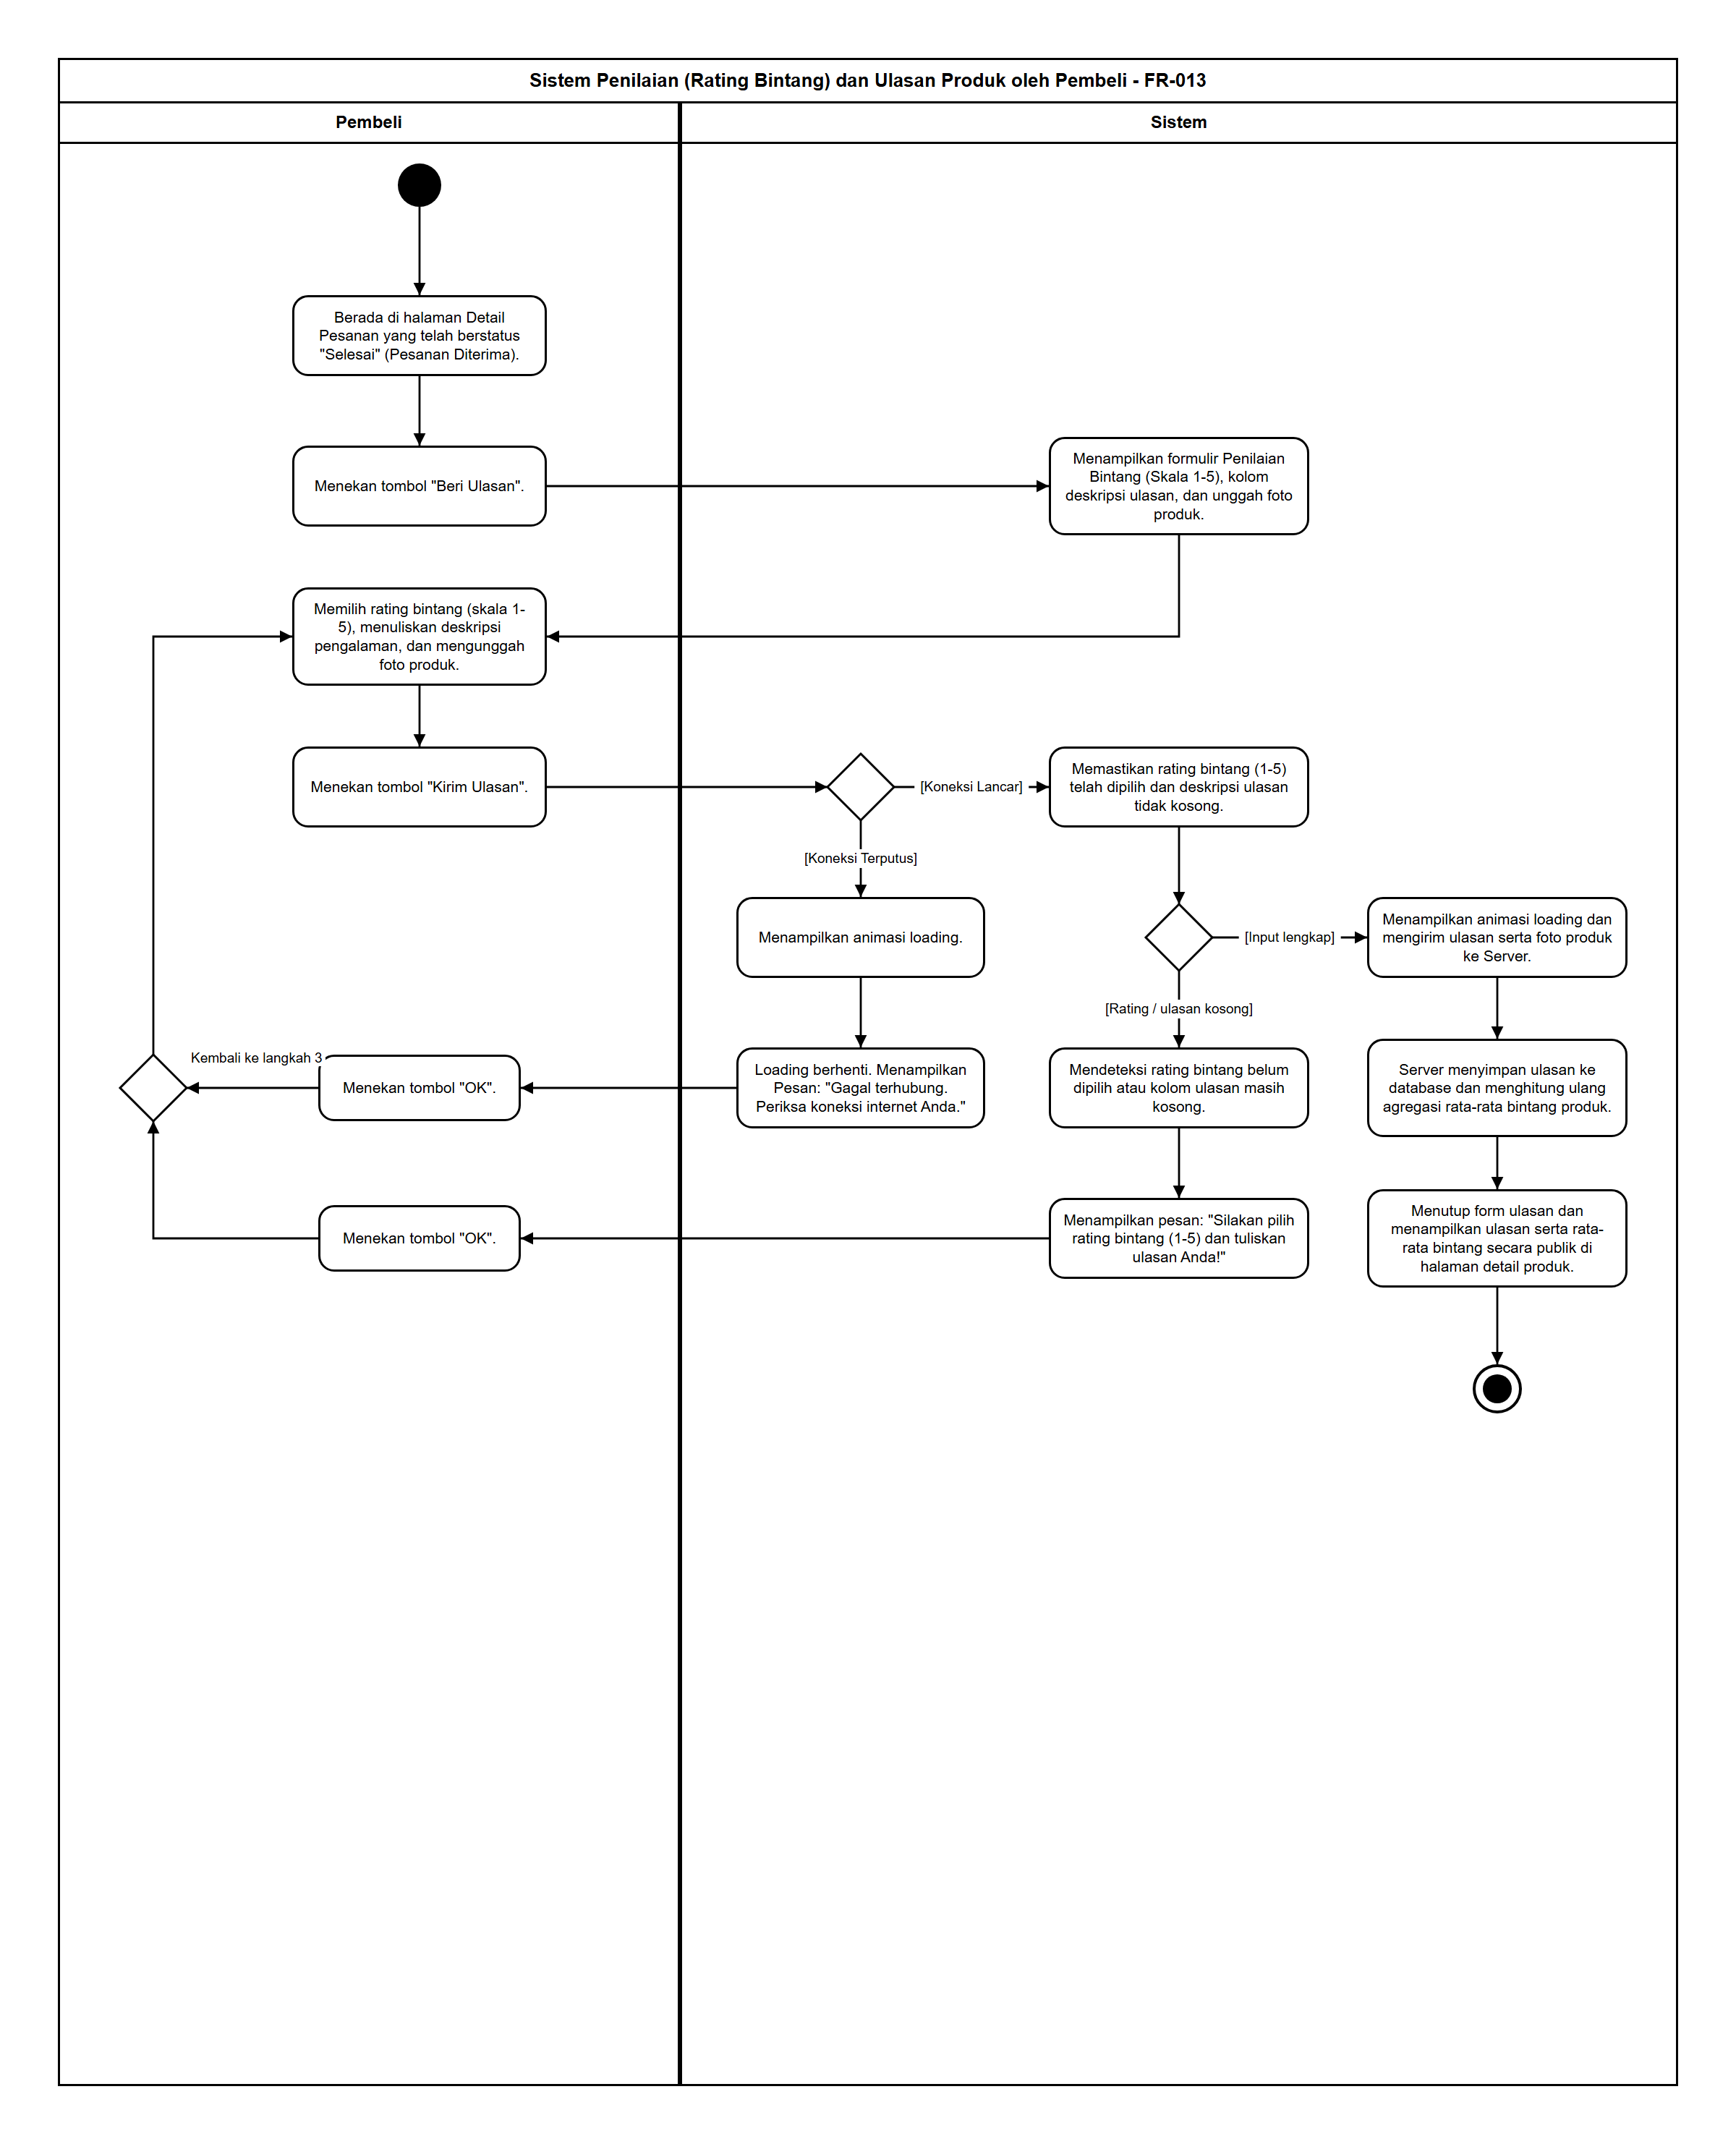 Sistem Penilaian (Rating Bintang) dan Ulasan Produk oleh Pembeli - FR-013
Pembeli
Sistem
Berada di halaman Detail
Pesanan yang telah berstatus
"Selesai" (Pesanan Diterima).
Menekan tombol "Beri Ulasan".
Menampilkan formulir Penilaian
Bintang (Skala 1-5), kolom
deskripsi ulasan, dan unggah foto
produk.
Memilih rating bintang (skala 1-
5), menuliskan deskripsi
pengalaman, dan mengunggah
foto produk.
Menekan tombol "Kirim Ulasan".
[Koneksi Lancar]
Memastikan rating bintang (1-5)
telah dipilih dan deskripsi ulasan
tidak kosong.
[Koneksi Terputus]
Menampilkan animasi loading.
[Input lengkap]
Menampilkan animasi loading dan
mengirim ulasan serta foto produk
ke Server.
[Rating / ulasan kosong]
Kembali ke langkah 3
Menekan tombol "OK".
Loading berhenti. Menampilkan
Pesan: "Gagal terhubung.
Periksa koneksi internet Anda."
Mendeteksi rating bintang belum
dipilih atau kolom ulasan masih
kosong.
Server menyimpan ulasan ke
database dan menghitung ulang
agregasi rata-rata bintang produk.
Menekan tombol "OK".
Menampilkan pesan: "Silakan pilih
rating bintang (1-5) dan tuliskan
ulasan Anda!"
Menutup form ulasan dan
menampilkan ulasan serta rata-
rata bintang secara publik di
halaman detail produk.